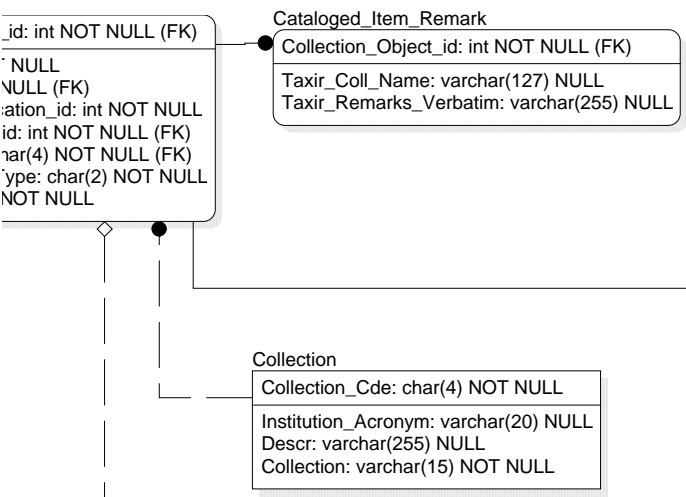 _id: int NOT NULL (FK)
NULL
NULL (FK)
cation_id: int NOT NULL
id: int NOT NULL (FK)
char(4) NOT NULL (FK)
Type: char(2) NOT NULL
NOT NULL
Cataloged_Item_Remark
Collection_Object_id: int NOT NULL (FK)
Taxir_Coll_Name: varchar(127) NULL
Taxir_Remarks_Verbatim: varchar(255) NULL
Collection
Collection_Cde: char(4) NOT NULL
Institution_Acronym: varchar(20) NULL
Descr: varchar(255) NULL
Collection: varchar(15) NOT NULL